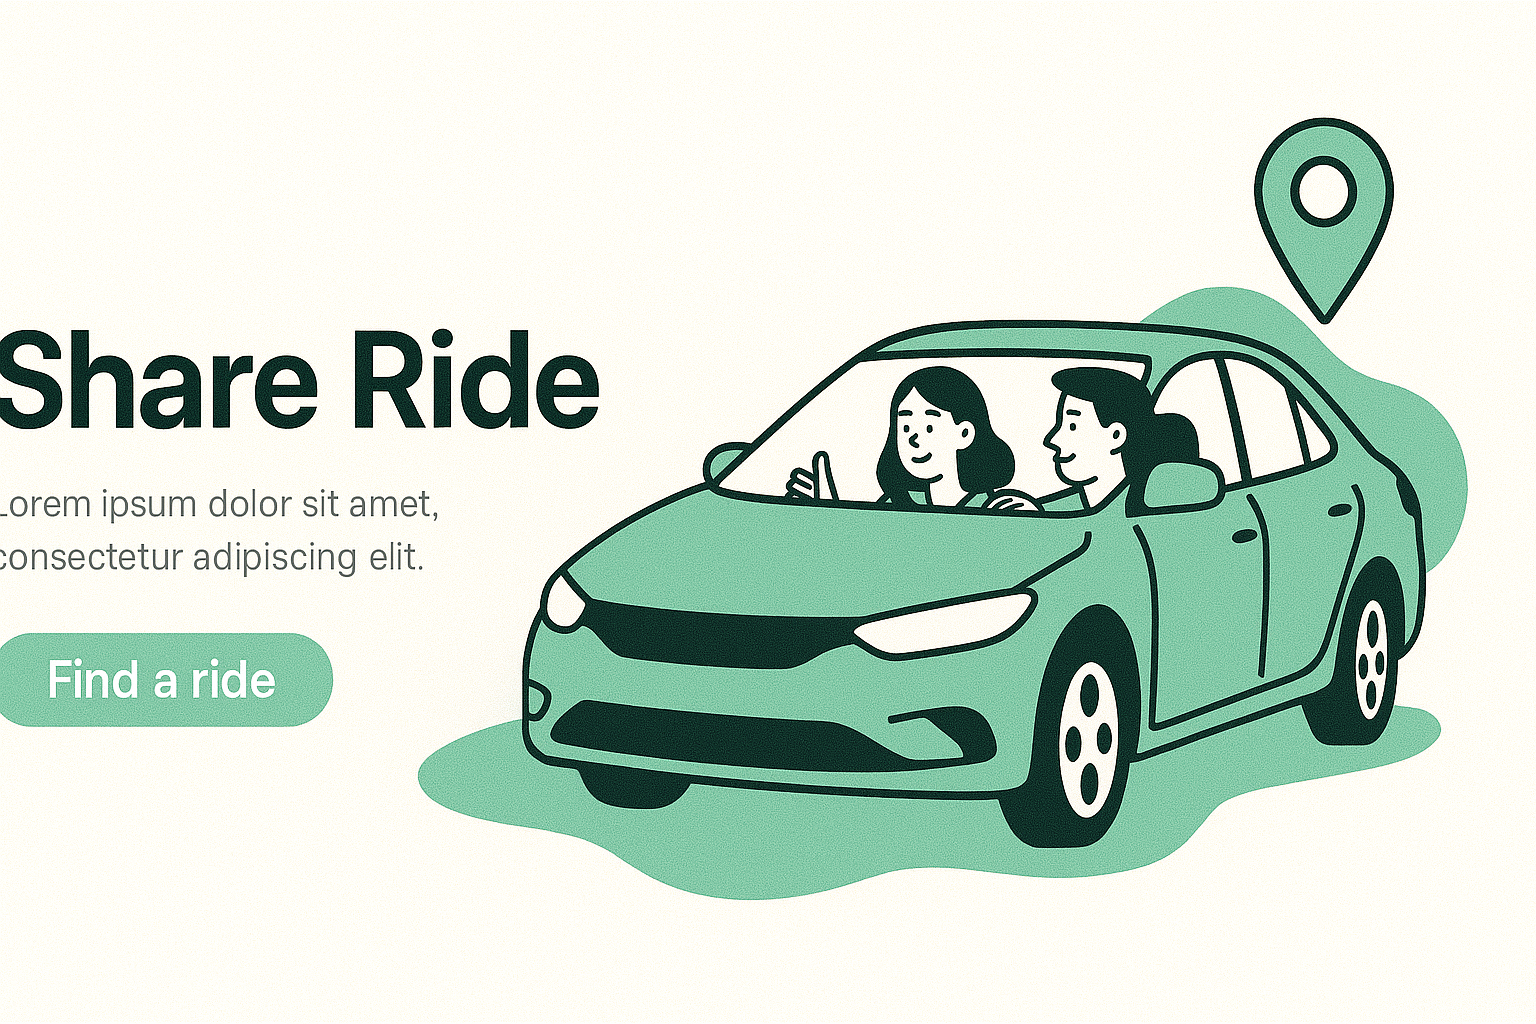 Share Ride
Lorem ipsum dolor sit amet,
consectetur adipiscing elit.
Find a ride